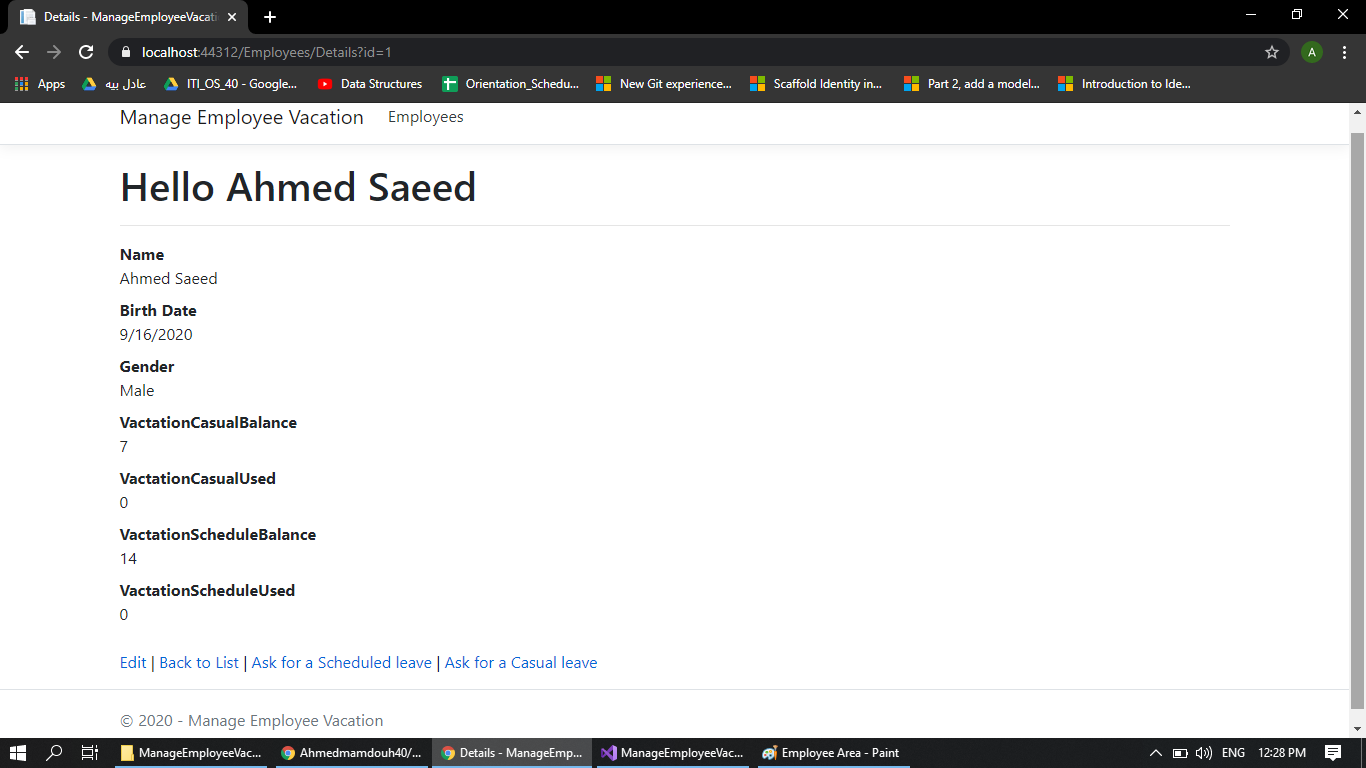 Details - ManageEmployeeVacati
localhost:44312/Employees/Details?id=1
A
Apps
عادل بيه
ITI_OS_40 - Google...
Data Structures
Orientation_Schedu...
New Git experience...
Scaffold Identity in...
Part 2, add a model...
Introduction to Ide...
Manage Employee Vacation Employees
Hello Ahmed Saeed
Name
Ahmed Saeed
Birth Date
9/16/2020
Gender
Male
VactationCasualBalance
7
VactationCasualUsed
0
VactationScheduleBalance
14
VactationScheduleUsed
0
Edit | Back to List | Ask for a Scheduled leave | Ask for a Casual leave
© 2020 - Manage Employee Vacation
ManageEmployeeVac...
Ahmedmamdouh40/...
Details - ManageEmp...
ManageEmployeeVac...
Employee Area - Paint
ENG
12:28 PM